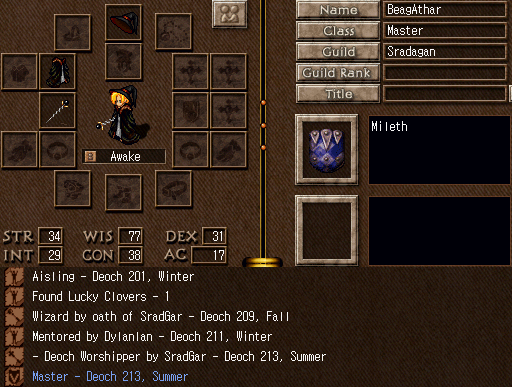 Name BeagAthar
Class Master
Guild Sradagan
Guild Rank
Title
Mileth
Awake
STR 34 WIS 77 DEX 31
INT 29 CON 38 AC 17
Aisling - Deoch 201, Winter
Found Lucky Clovers - 1
Wizard by oath of SradGar - Deoch 209, Fall
Mentored by Dylanlan - Deoch 211, Winter
- Deoch Worshipper by SradGar - Deoch 213, Summer
Master - Deoch 213, Summer